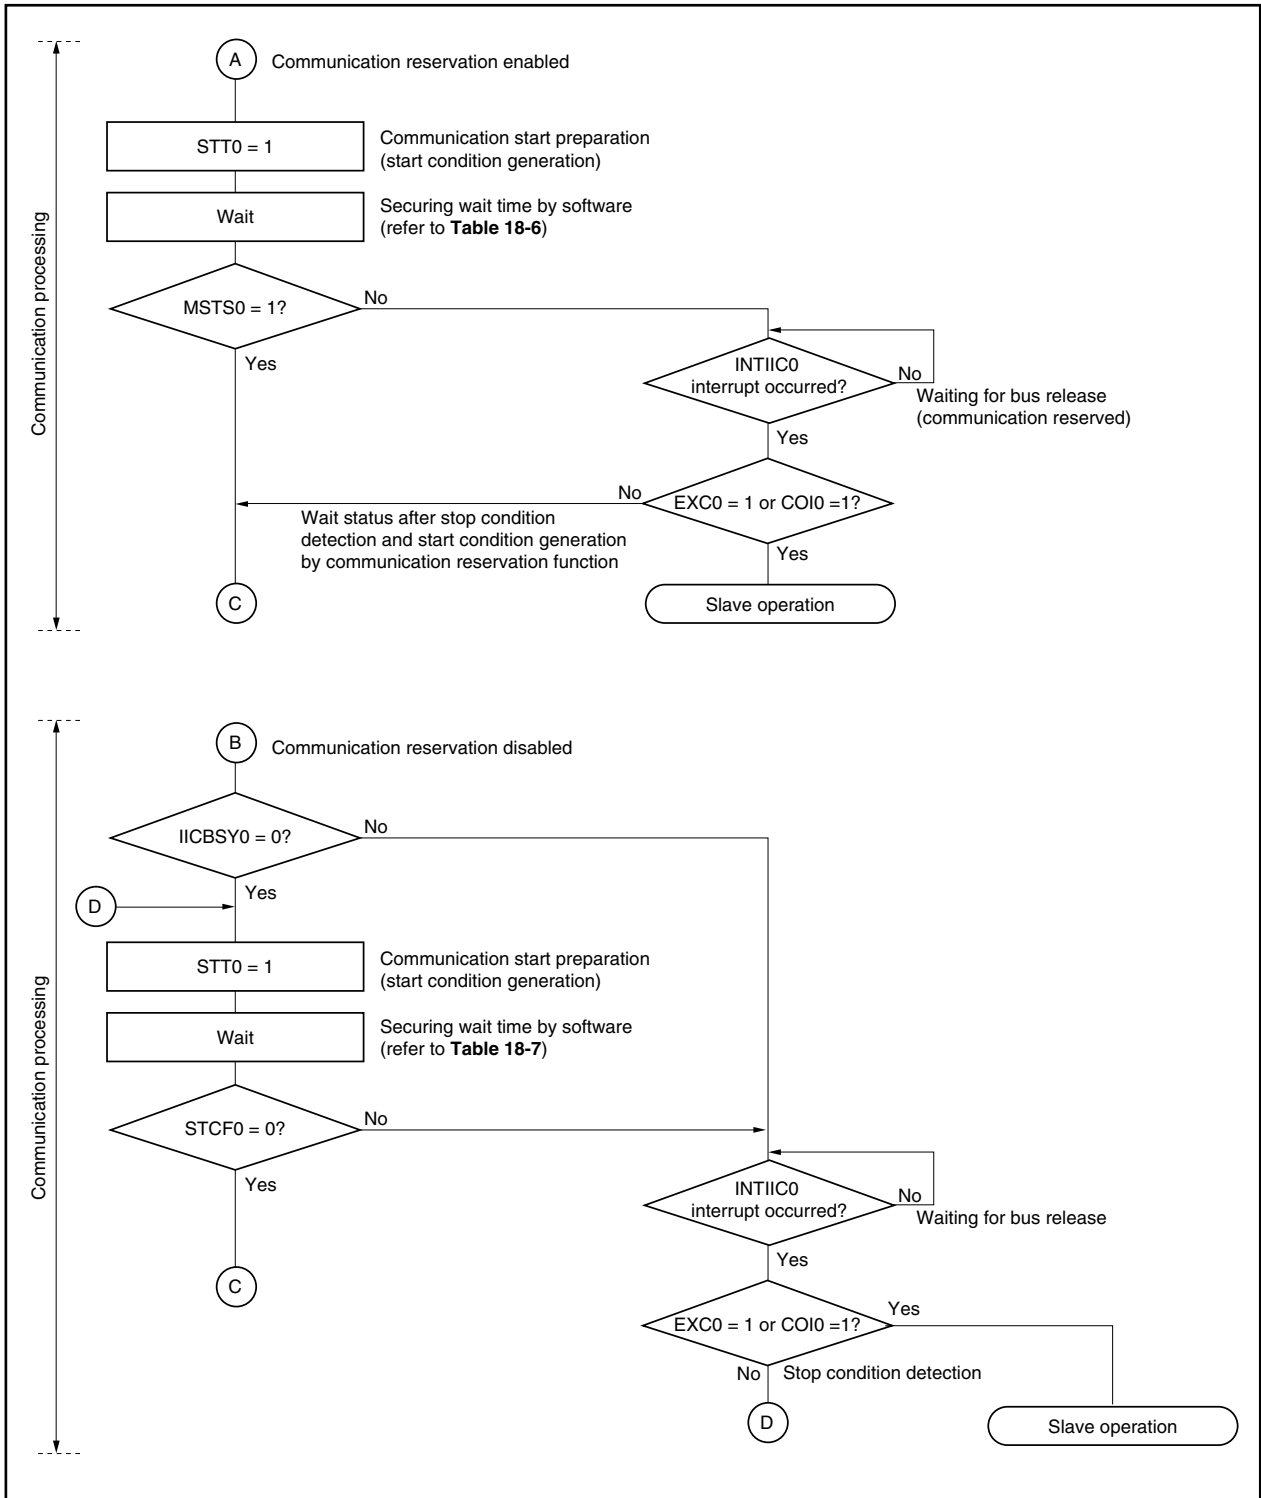 A
Communication reservation enabled
STT0 = 1
Communication start preparation
(start condition generation)
Wait
Securing wait time by software
(refer to Table 18-6)
MSTS0 = 1?
No
Yes
Communication processing
INTIIC0
interrupt occurred?
No
Waiting for bus release
(communication reserved)
Yes
EXC0 = 1 or COI0 =1?
No
Wait status after stop condition
detection and start condition generation
by communication reservation function
Yes
C
Slave operation
B
Communication reservation disabled
IICBSY0 = 0?
No
Yes
D
STT0 = 1
Communication start preparation
(start condition generation)
Wait
Securing wait time by software
(refer to Table 18-7)
Communication processing
STCF0 = 0?
No
Yes
INTIIC0
interrupt occurred?
No
Waiting for bus release
Yes
C
EXC0 = 1 or COI0 =1?
Yes
No
Stop condition detection
D
Slave operation